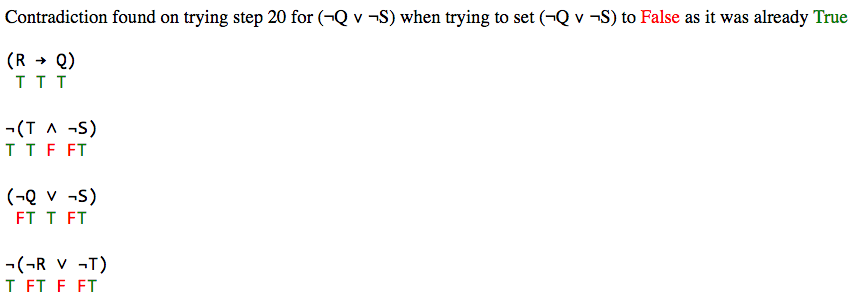 Contradiction found on trying step 20 for (¬Q v ¬S) when trying to set (¬Q v ¬S) to False as it was already True
(R → Q)
T T T
¬(T ∧ ¬S)
T T F FT
(¬Q ∨ ¬S)
FT T FT
¬(¬R ∨ ¬T)
T FT F FT